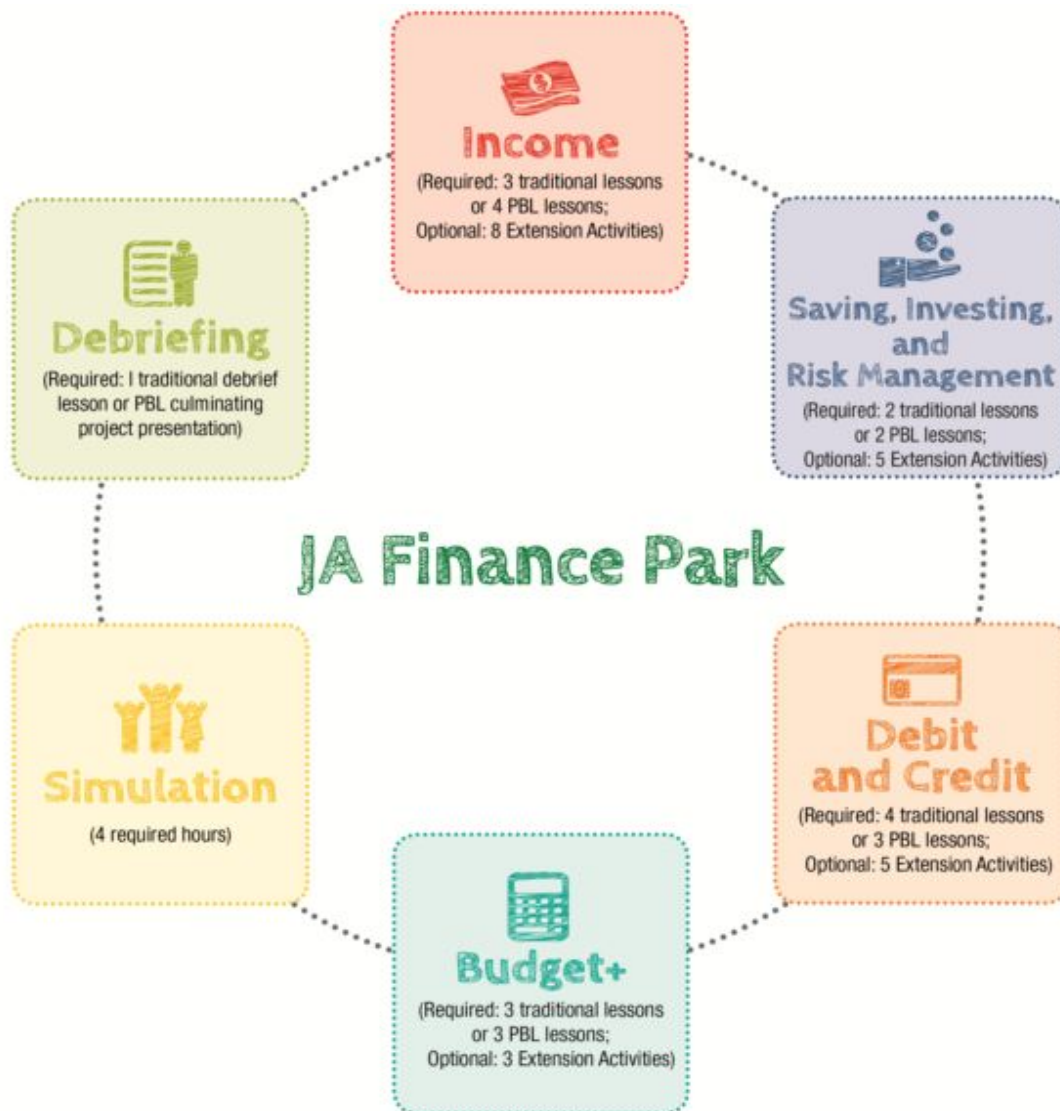 Income
(Required: 3 traditional lessons
or 4 PBL lessons;
Optional: 8 Extension Activities)
Saving, Investing,
and
Risk Management
(Required: 2 traditional lessons
or 2 PBL lessons;
Optional: 5 Extension Activities)
Debit
and Credit
(Required: 4 traditional lessons
or 3 PBL lessons;
Optional: 5 Extension Activities)
Budget+
(Required: 3 traditional lessons
or 3 PBL lessons;
Optional: 3 Extension Activities)
Simulation
(4 required hours)
Debriefing
(Required: I traditional debrief
lesson or PBL culminating
project presentation)
JA Finance Park